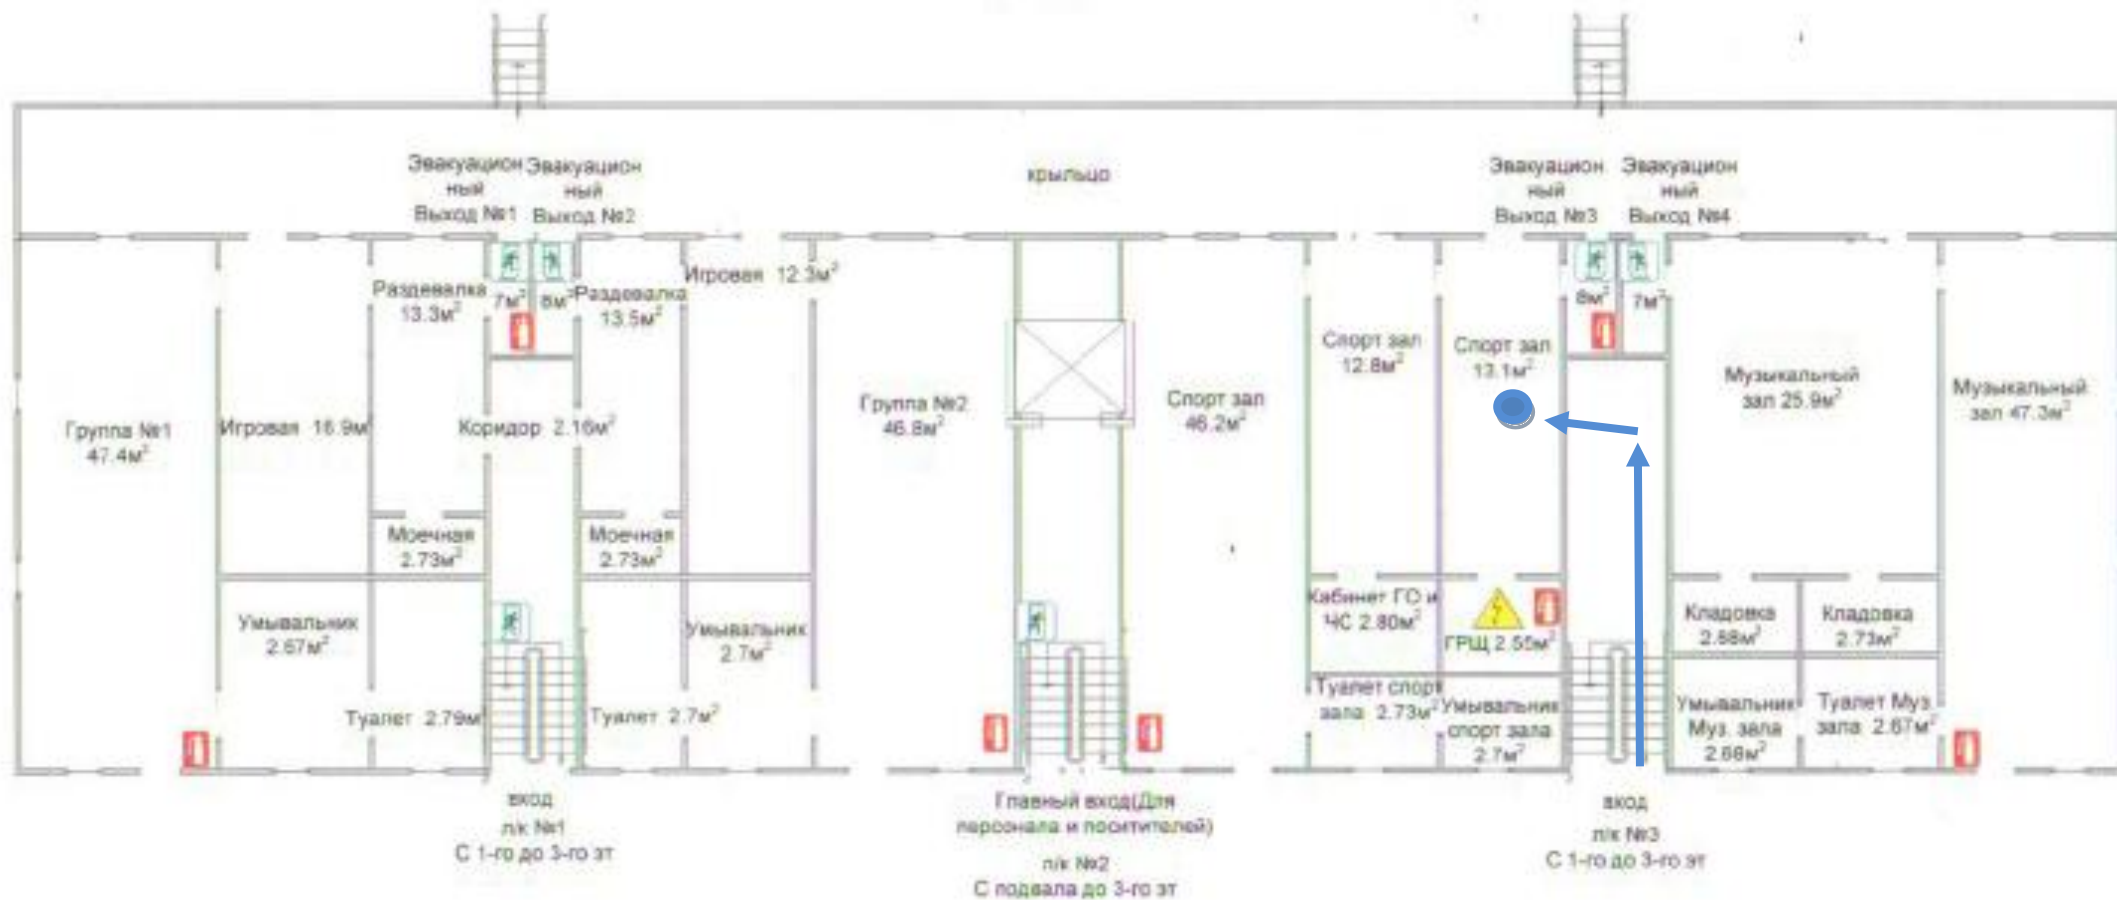 Эвакуацион
ный
Выход №1
Эвакуацион
ный
Выход №2
крыльцо
Эвакуацион
ный
Выход №3
Эвакуацион
ный
Выход №4
Группа №1
47.4м²
Игровая 16.9м²
Раздевалка
13.3м²
7м²
8м²
Раздевалка
13.5м²
Игровая 12.3м²
Коридор 2.16м²
Моечная
2.73м²
Моечная
2.73м²
Умывальник
2.67м²
Туалет 2.79м²
Туалет 2.7м²
Умывальник
2.7м²
Группа №2
46.8м²
Спорт зал
46.2м²
Спорт зал
12.8м²
Спорт зал
13.1м²
8м²
7м²
Музыкальный
зал 25.9м²
Музыкальный
зал 47.3м²
Кабинет ГО и
ЧС 2.80м²
ГРЩ 2.55м²
Туалет спорт
зала 2.73м²
Умывальник
спорт зала
2.7м²
Кладовка
2.68м²
Кладовка
2.73м²
Умывальник
Муз. зала
2.68м²
Туалет Муз.
зала 2.67м²
вход
л/к №1
С 1-го до 3-го эт
Главный вход(Для
персонала и поситителей)
л/к №2
С подвала до 3-го эт
вход
л/к №3
С 1-го до 3-го эт